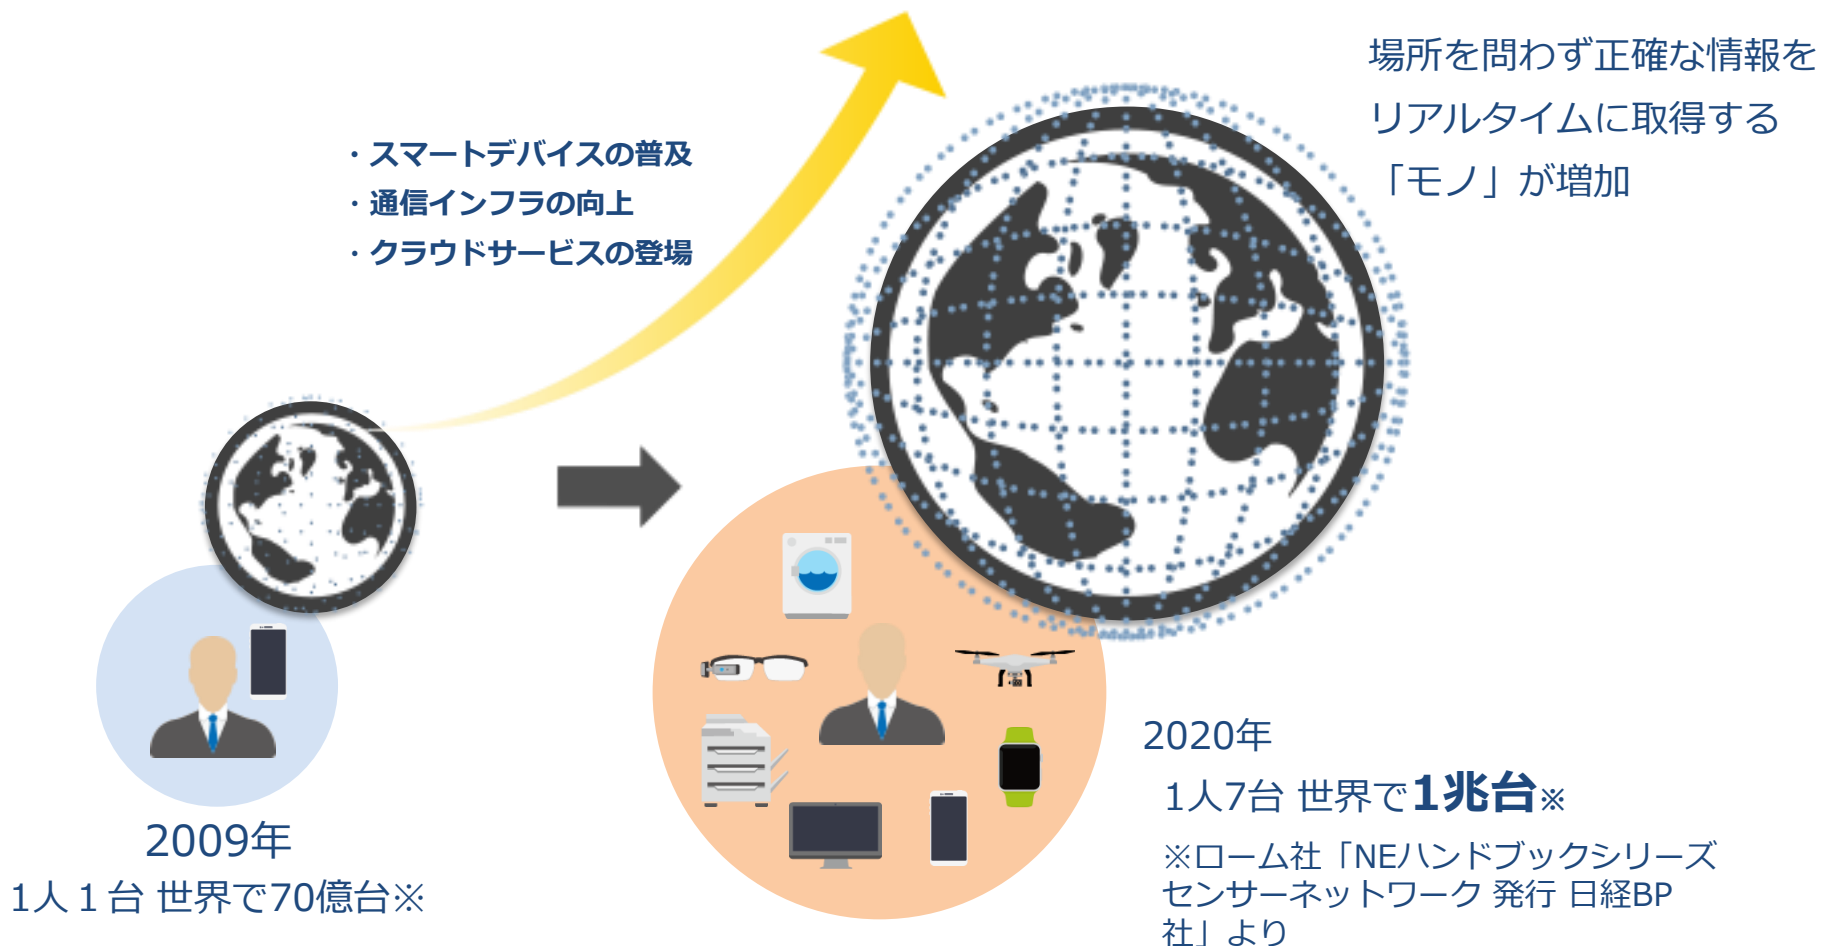 場所を問わず正確な情報を
リアルタイムに取得する
「モノ」が増加
・スマートデバイスの普及
・通信インフラの向上
・クラウドサービスの登場
2009年
1人１台 世界で70億台※
2020年
1人7台 世界で1兆台※
※ローム社「NEハンドブックシリーズ
センサーネットワーク 発行 日経BP
社」より